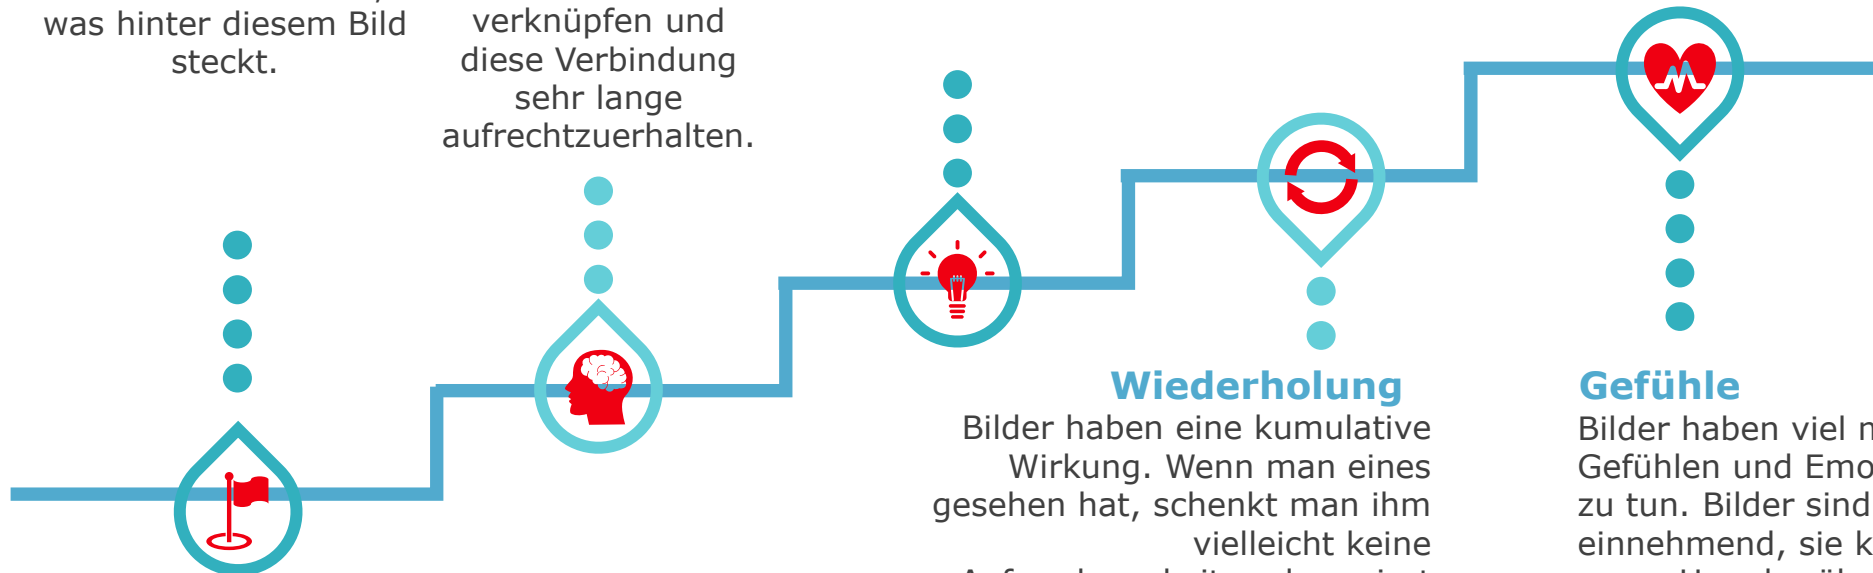 was hinter diesem Bild
steckt.
verknüpfen und
diese Verbindung
sehr lange
aufrechtzuerhalten.
Wiederholung
Bilder haben eine kumulative
Wirkung. Wenn man eines
gesehen hat, schenkt man ihm
vielleicht keine
Gefühle
Bilder haben viel
Gefühlen und
zu tun. Bilder sind
einnehmend, sie